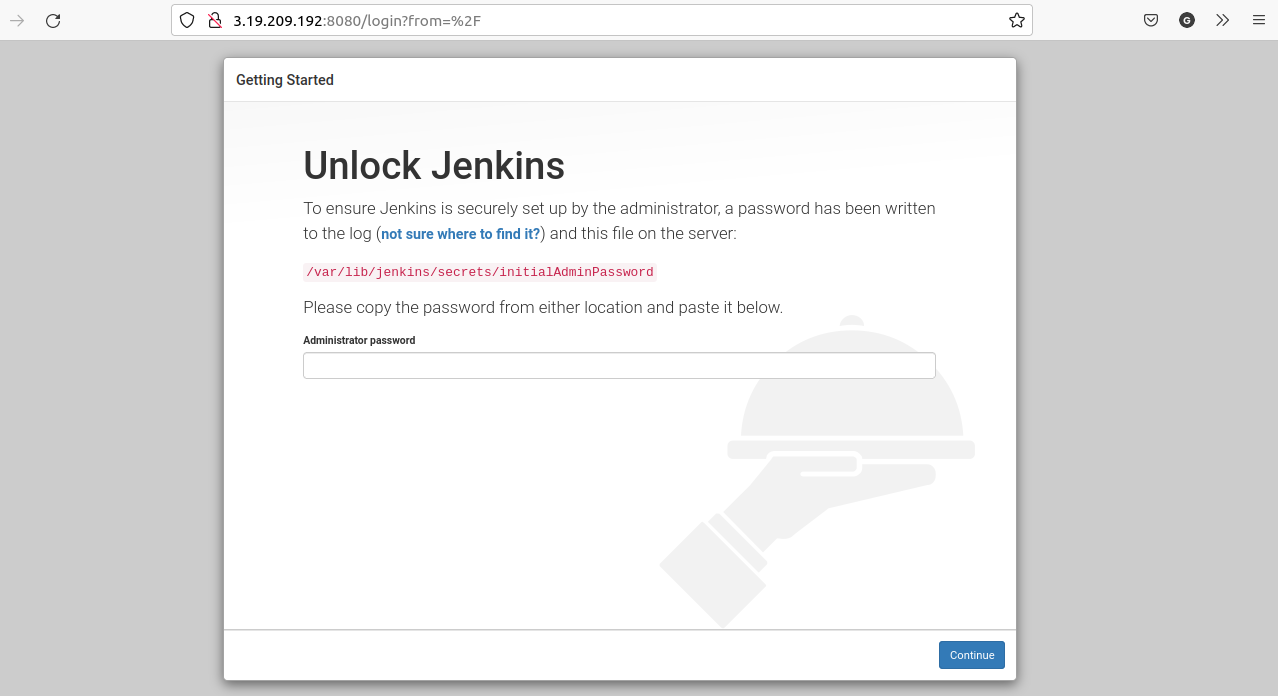 3.19.209.192:8080/login?from=%2F
G
Getting Started
Unlock Jenkins
To ensure Jenkins is securely set up by the administrator, a password has been written
to the log (not sure where to find it?) and this file on the server:
/var/lib/jenkins/secrets/initialAdminPassword
Please copy the password from either location and paste it below.
Administrator password
Continue